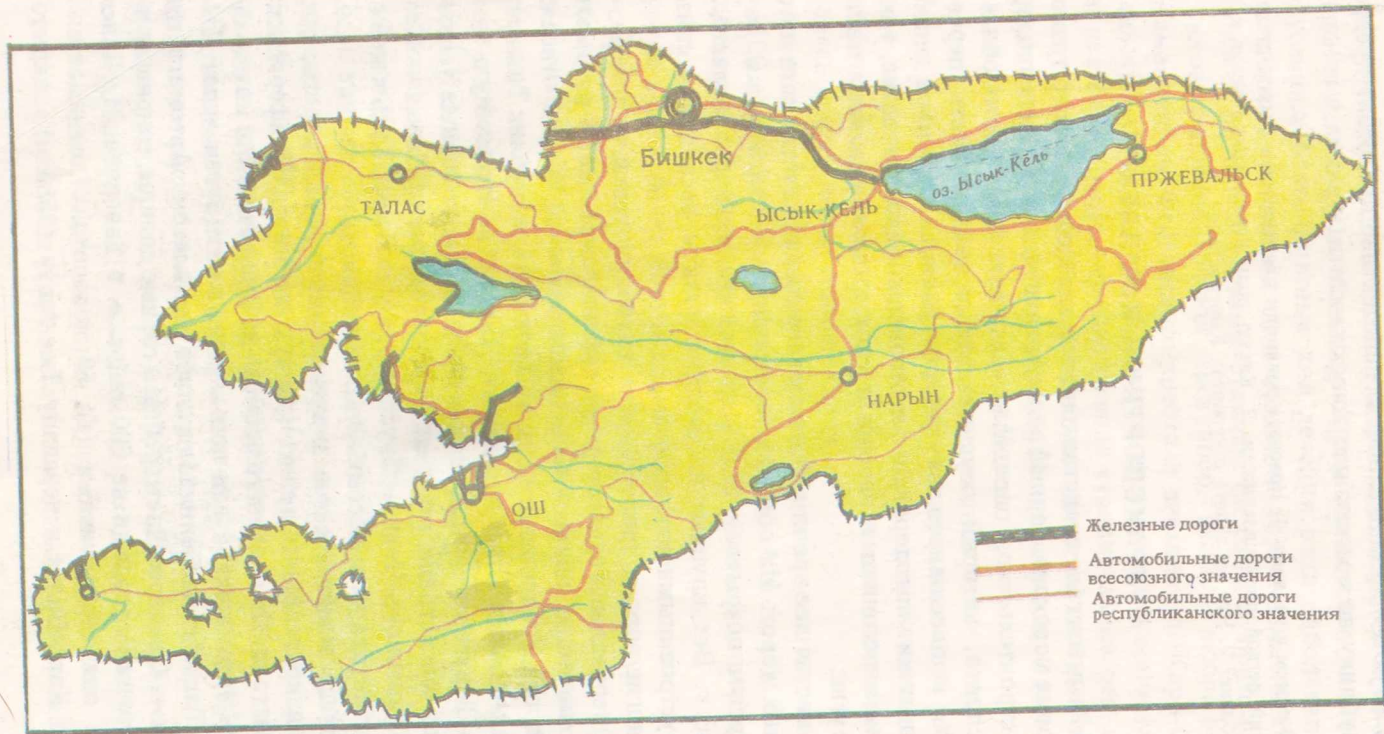 Бишкек
ТАЛАС
ЫСЫК-КЁЛЬ
оз. Ысык-Кёль
ПРЖЕВАЛЬСК
НАРЫН
ОШ
Железные дороги
Автомобильные дороги
всесоюзного значения
Автомобильные дороги
республиканского значения